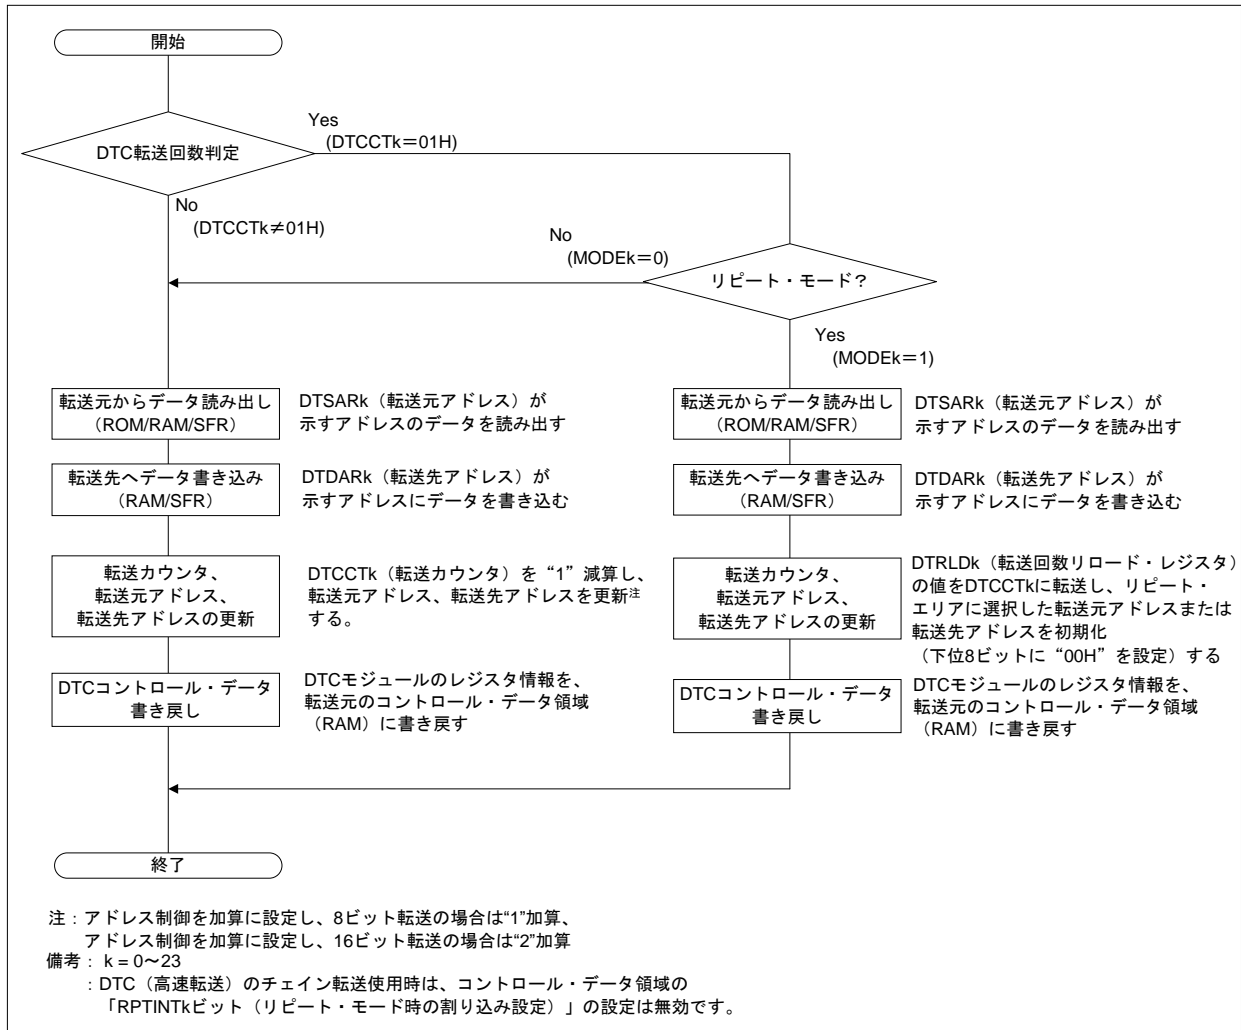 開始
DTC転送回数判定
Yes
(DTCCTk＝01H)
No
(DTCCTk≠01H)
No
(MODEk＝0)
リピート・モード？
Yes
(MODEk＝1)
転送元からデータ読み出し
（ROM/RAM/SFR）
DTSARk（転送元アドレス）が
示すアドレスのデータを読み出す
転送先へデータ書き込み
（RAM/SFR）
DTDARk（転送先アドレス）が
示すアドレスにデータを書き込む
転送カウンタ、
転送元アドレス、
転送先アドレスの更新
DTCCTk（転送カウンタ）を“1”減算し、
転送元アドレス、転送先アドレスを更新注
する。
DTCコントロール・データ
書き戻し
DTCモジュールのレジスタ情報を、
転送元のコントロール・データ領域
（RAM）に書き戻す
転送元からデータ読み出し
（ROM/RAM/SFR）
DTSARk（転送元アドレス）が
示すアドレスのデータを読み出す
転送先へデータ書き込み
（RAM/SFR）
DTDARk（転送先アドレス）が
示すアドレスにデータを書き込む
転送カウンタ、
転送元アドレス、
転送先アドレスの更新
DTRLDk（転送回数リロード・レジスタ）
の値をDTCCTkに転送し、リピート・
エリアに選択した転送元アドレスまたは
転送先アドレスを初期化
（下位8ビットに“00H”を設定）する
DTCコントロール・データ
書き戻し
DTCモジュールのレジスタ情報を、
転送元のコントロール・データ領域
（RAM）に書き戻す
終了
注：アドレス制御を加算に設定し、8ビット転送の場合は“1”加算、
アドレス制御を加算に設定し、16ビット転送の場合は“2”加算
備考： k = 0～23
：DTC（高速転送）のチェイン転送使用時は、コントロール・データ領域の
「RPTINTkビット（リピート・モード時の割り込み設定）」の設定は無効です。